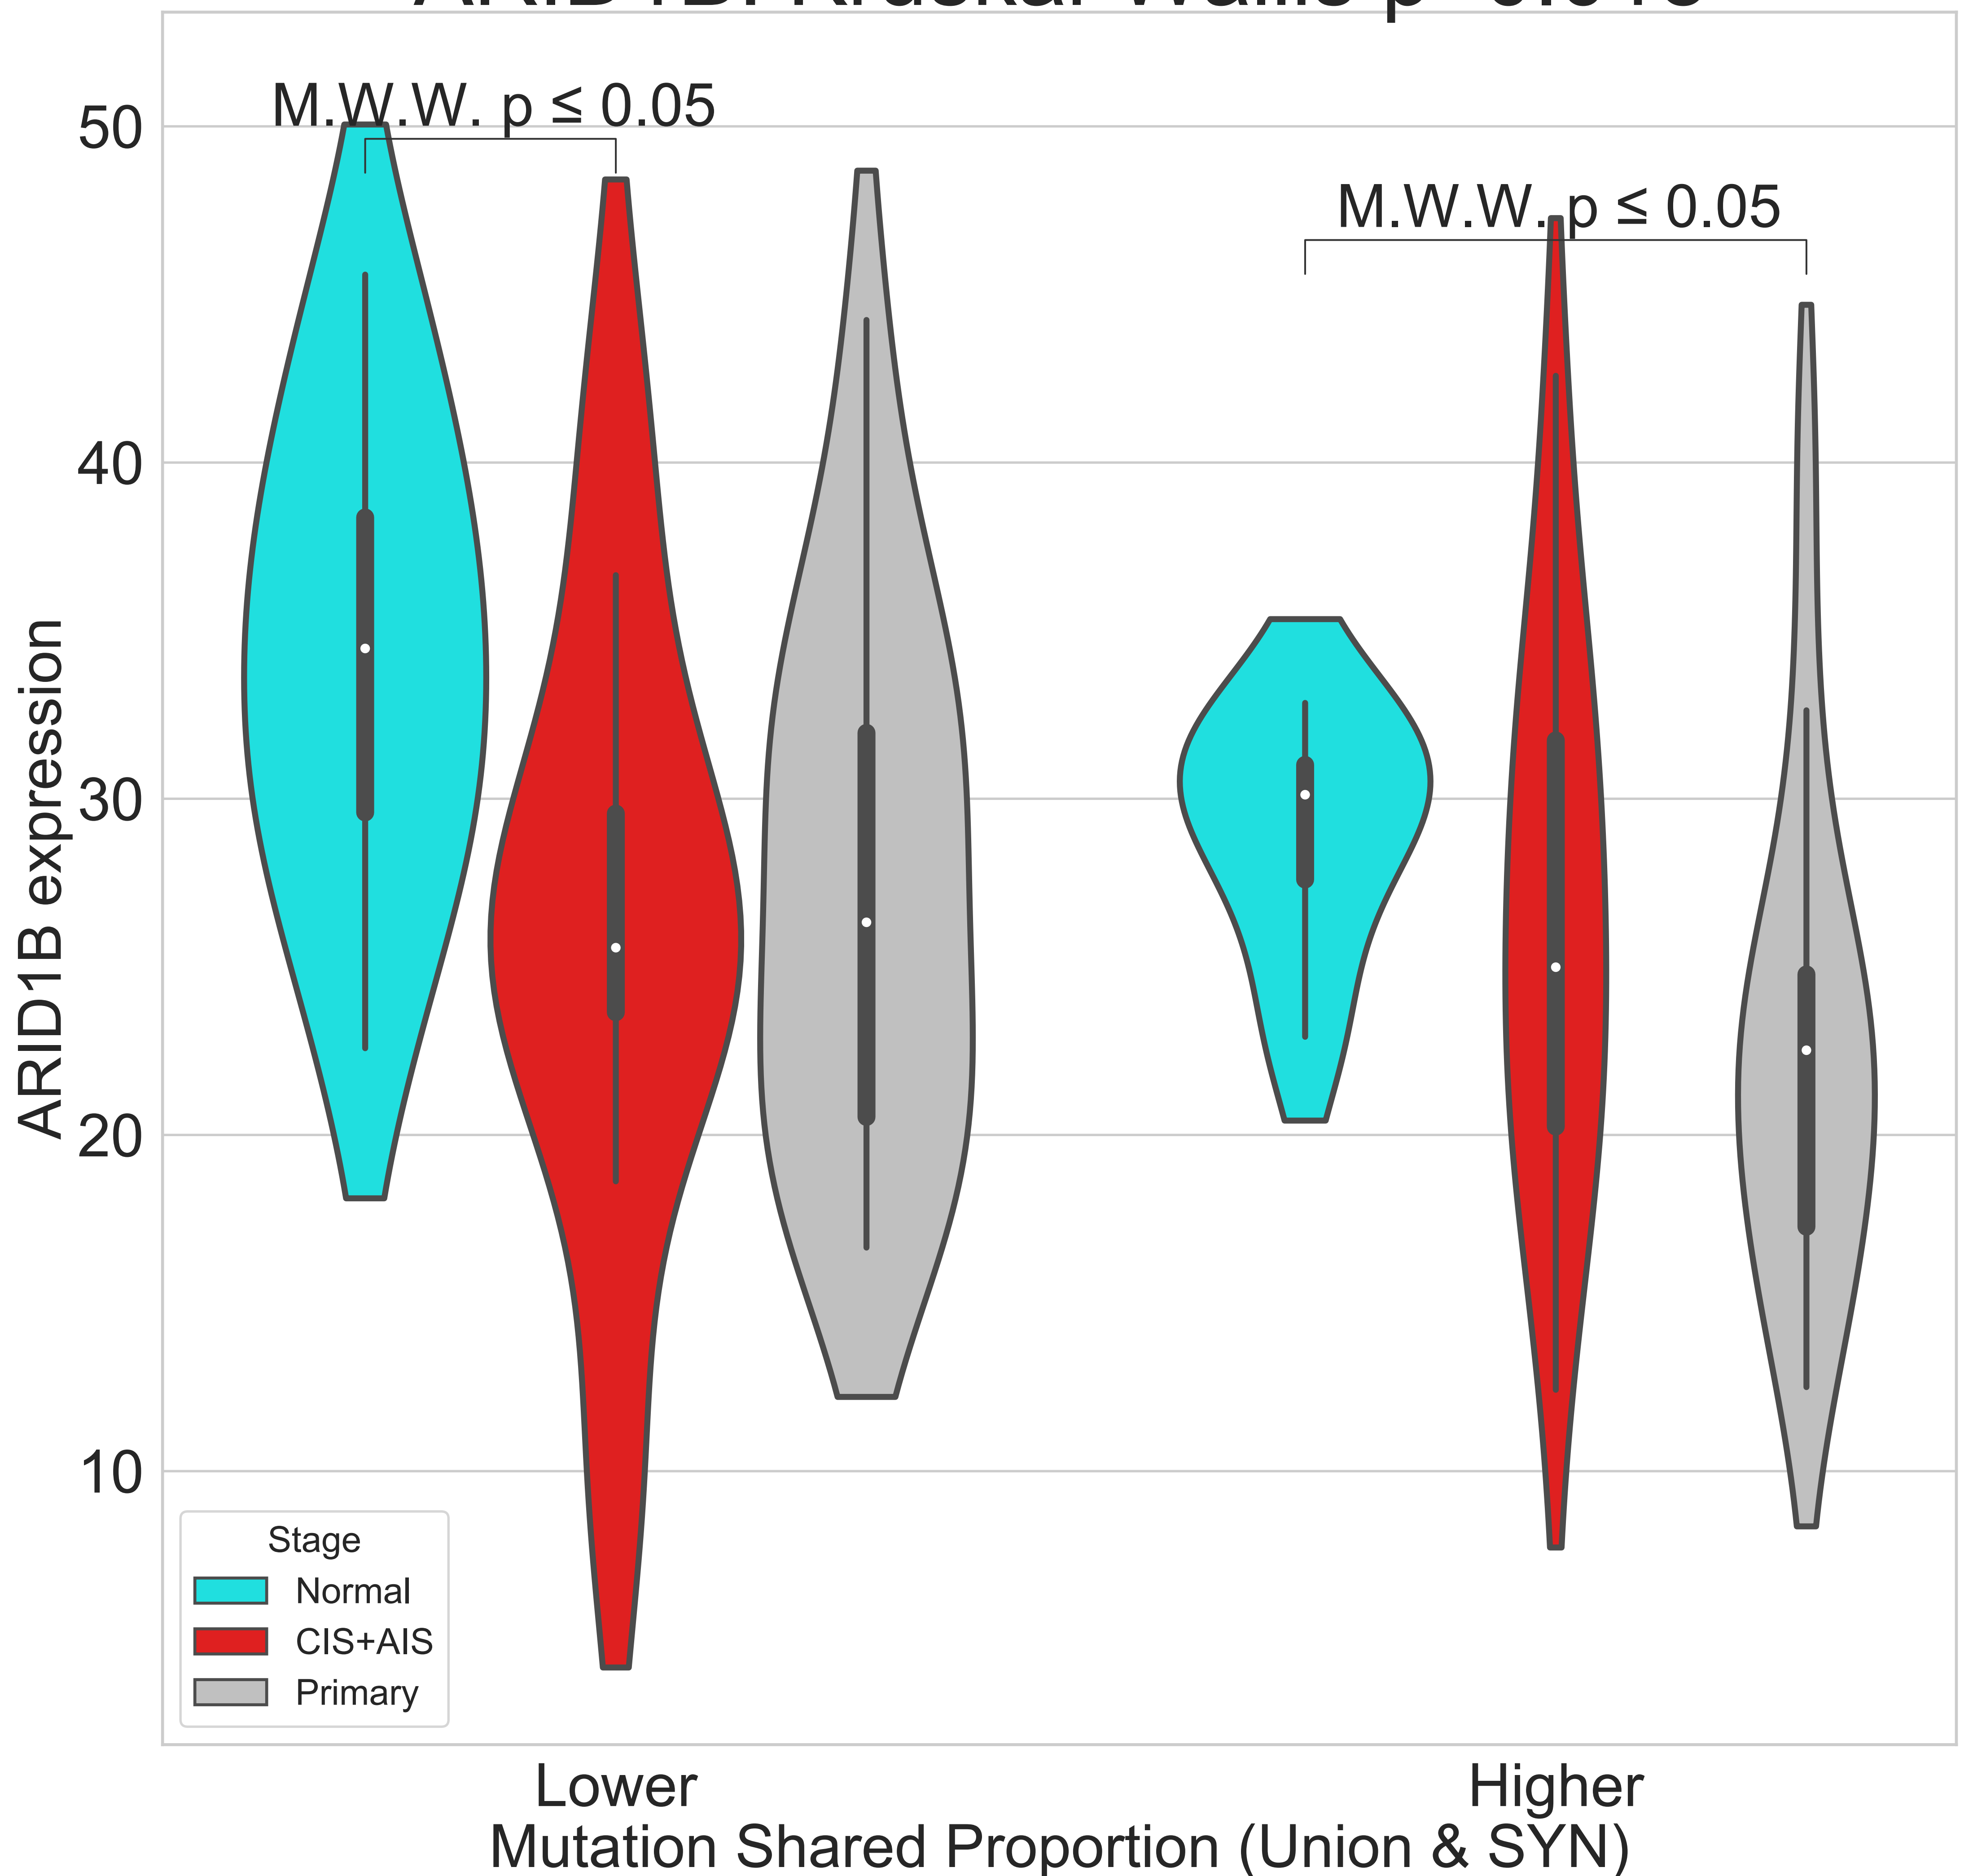 M.W.W. p ≤ 0.05
M.W.W. p ≤ 0.05
50
40
30
20
10
ARID1B expression
Stage
Normal
CIS+AIS
Primary
Lower
Higher
Mutation Shared Proportion (Union & SYN)